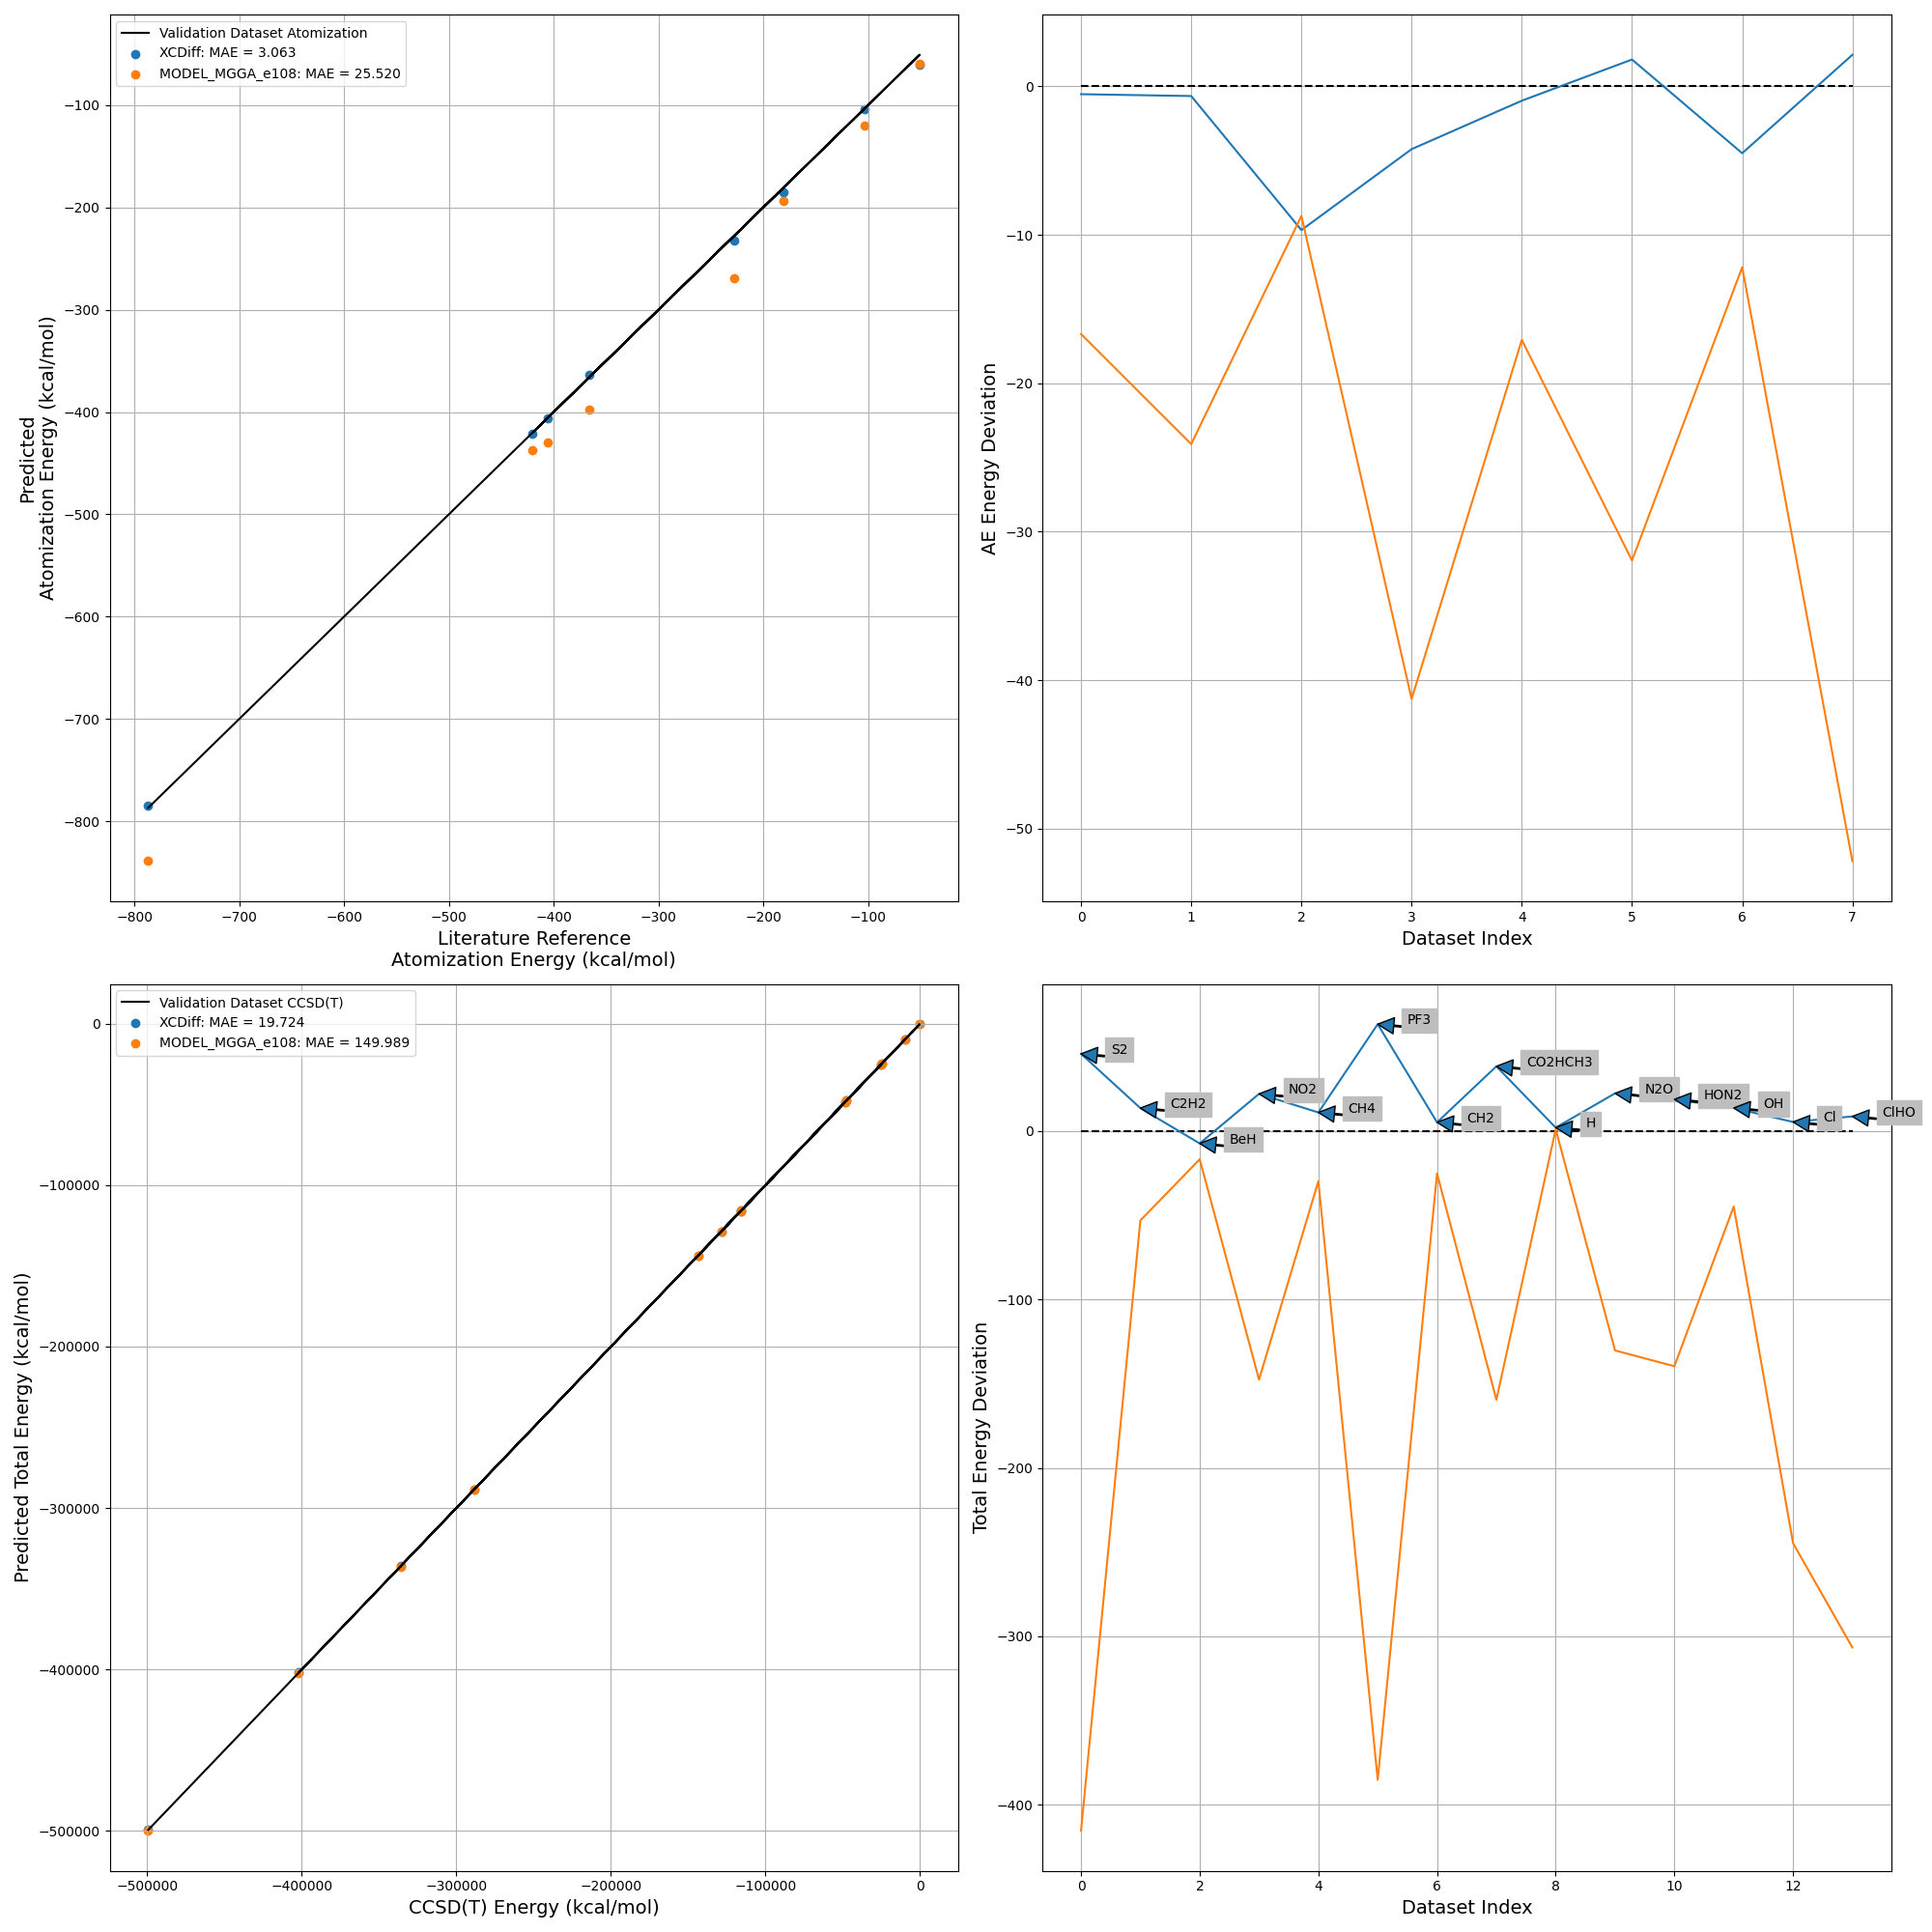 Validation Dataset Atomization
XCDiff: MAE = 3.063
MODEL_MGGA_e108: MAE = 25.520
−100
−200
−300
−400
−500
−600
−700
−800
Predicted
Atomization Energy (kcal/mol)
−800 −700 −600 −500 −400 −300 −200 −100
Literature Reference
Atomization Energy (kcal/mol)
0
−10
−20
−30
−40
−50
AE Energy Deviation
0 1 2 3 4 5 6 7
Dataset Index
Validation Dataset CCSD(T)
XCDiff: MAE = 19.724
MODEL_MGGA_e108: MAE = 149.989
0
−100000
−200000
−300000
−400000
−500000
Predicted Total Energy (kcal/mol)
−500000 −400000 −300000 −200000 −100000 0
CCSD(T) Energy (kcal/mol)
S2
C2H2
BeH
NO2
CH4
PF3
CH2
CO2HCH3
H
N2O
HON2
OH
Cl
ClHO
0
−100
−200
−300
−400
Total Energy Deviation
0 2 4 6 8 10 12
Dataset Index